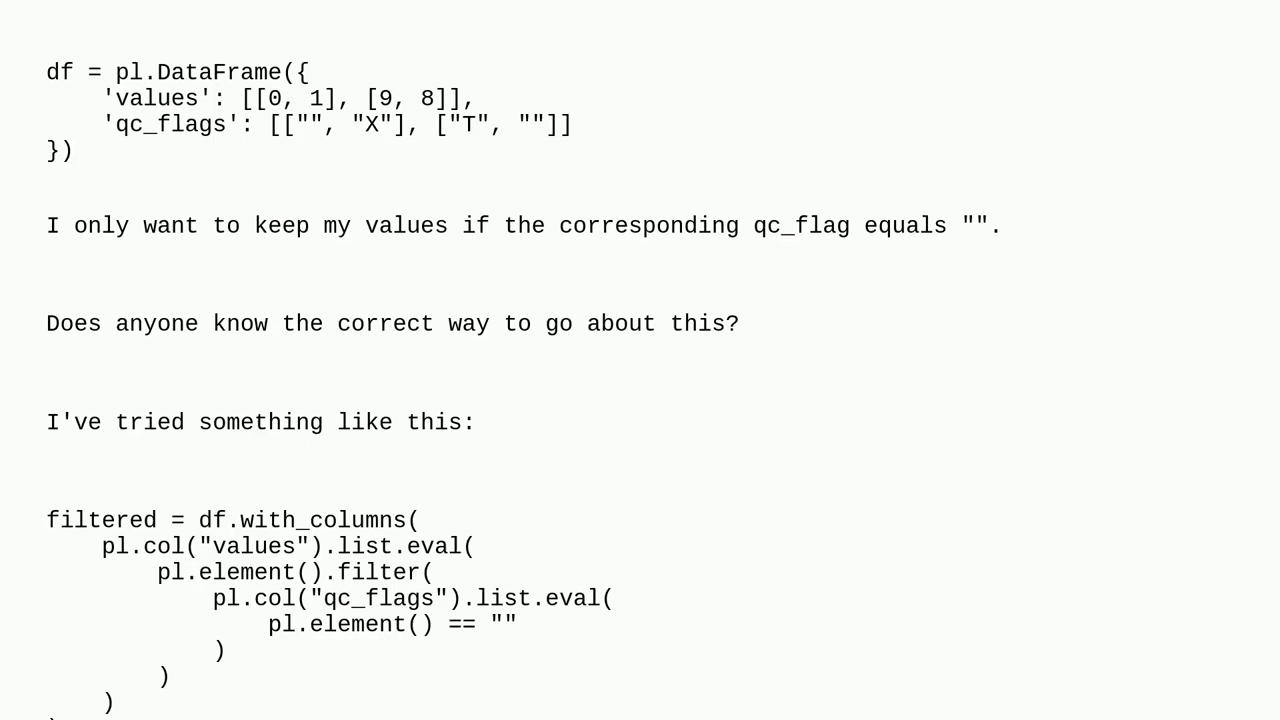 df = pl.DataFrame({
    'values': [[0, 1], [9, 8]],
    'qc_flags': [["", "X"], ["T", ""]]
})
I only want to keep my values if the corresponding qc_flag equals "".
Does anyone know the correct way to go about this?
I've tried something like this:
filtered = df.with_columns(
    pl.col("values").list.eval(
        pl.element().filter(
            pl.col("qc_flags").list.eval(
                pl.element() == ""
            )
        )
    )